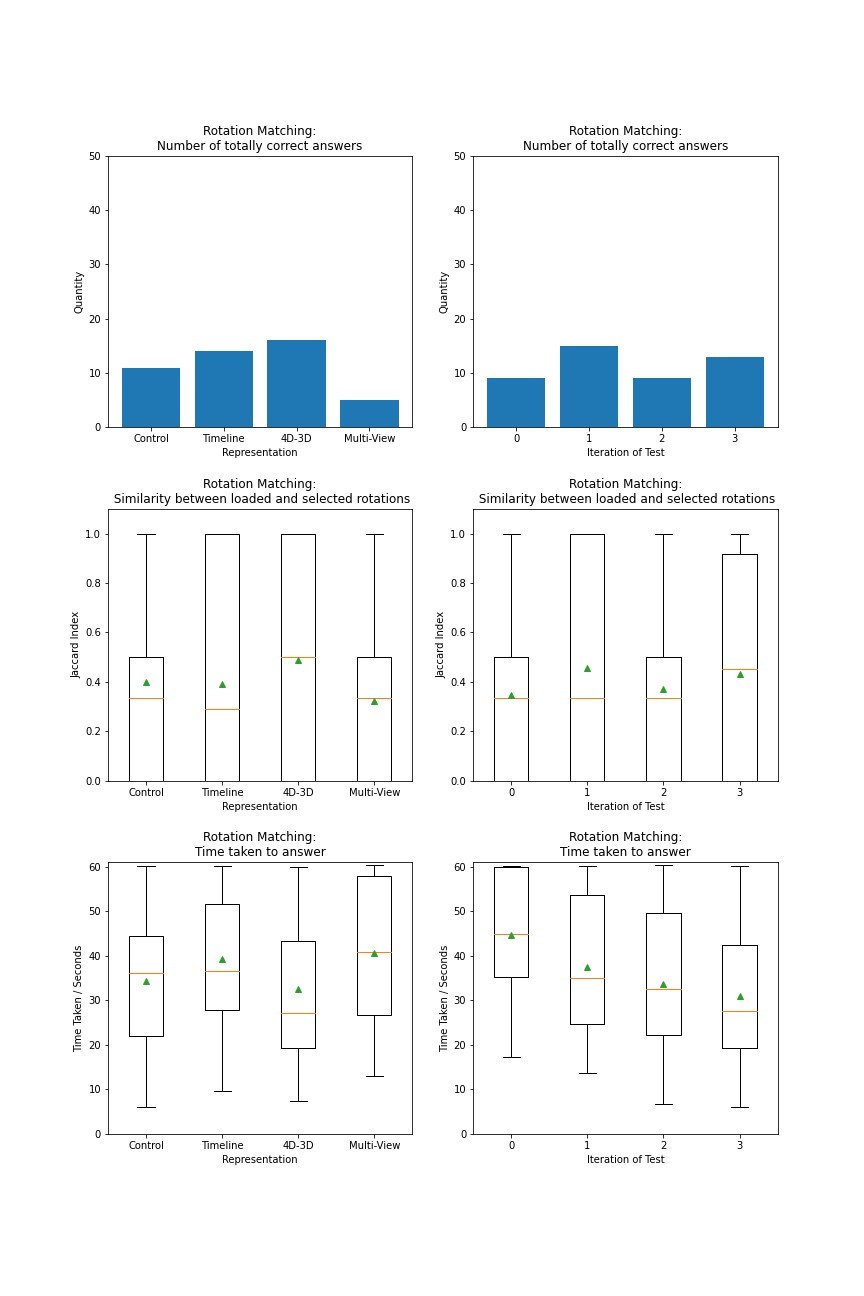 Rotation Matching:
Number of totally correct answers
50
40
30
20
10
0
Quantity
Control Timeline 4D-3D Multi-View
Representation
Rotation Matching:
Number of totally correct answers
50
40
30
20
10
0
Quantity
0 1 2 3
Iteration of Test
Rotation Matching:
Similarity between loaded and selected rotations
1.0
0.8
0.6
0.4
0.2
0.0
Jaccard Index
Control Timeline 4D-3D Multi-View
Representation
Rotation Matching:
Similarity between loaded and selected rotations
1.0
0.8
0.6
0.4
0.2
0.0
Jaccard Index
0 1 2 3
Iteration of Test
Rotation Matching:
Time taken to answer
60
50
40
30
20
10
0
Time Taken / Seconds
Control Timeline 4D-3D Multi-View
Representation
Rotation Matching:
Time taken to answer
60
50
40
30
20
10
0
Time Taken / Seconds
0 1 2 3
Iteration of Test